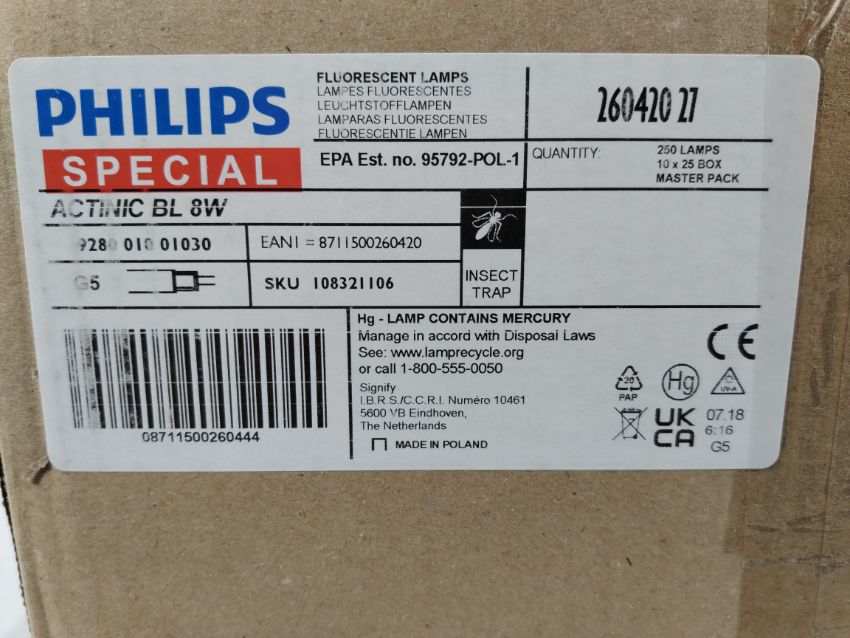 PHILIPS
SPECIAL
FLUORESCENT LAMPS
LAMPES FLUORESCENTES
LEUCHTSTOFFLAMPEN
LAMPARAS FLUORESCENTES
FLUORESCENTIE LAMPEN
260420 27
EPA Est. no. 95792-POL-1
QUANTITY:
250 LAMPS
10 x 25 BOX
MASTER PACK
ACTINIC BL 8W
9280 010 01030
EAN1 = 8711500260420
G5
SKU 108321106
INSECT
TRAP
Hg - LAMP CONTAINS MERCURY
Manage in accord with Disposal Laws
See: www.lamprecycle.org
or call 1-800-555-0050
Signify
I.B.R.S./C.C.R.I. Numéro 10461
5600 VB Eindhoven,
The Netherlands
MADE IN POLAND
08711500260444
CE
20
PAP
Hg
UV-A
UK
CA
07.18
6:16
G5